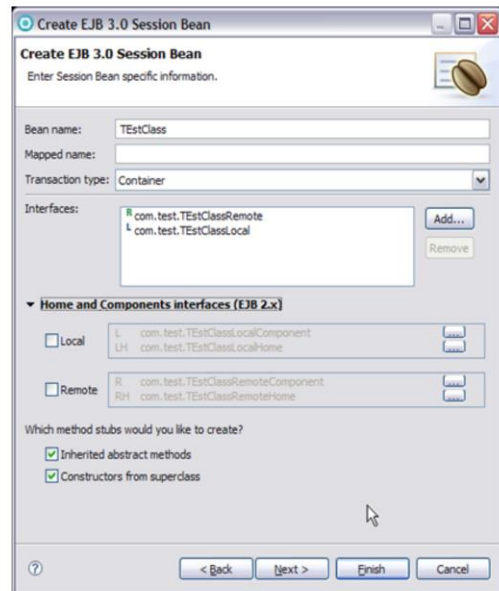 Create EJB 3.0 Session Bean
Create EJB 3.0 Session Bean
Enter Session Bean specific information.
Bean name: TEstClass
Mapped name:
Transaction type: Container
Interfaces:
R com.test.TEstClassRemote
L com.test.TEstClassLocal
Add...
Remove
Home and Components interfaces (EJB 2.x)
Local
L com.test.TEstClassLocalComponent
LH com.test.TEstClassLocalHome
Remote
R com.test.TEstClassRemoteComponent
RH com.test.TEstClassRemoteHome
Which method stubs would you like to create?
Inherited abstract methods
Constructors from superclass
? < Back Next > Finish Cancel